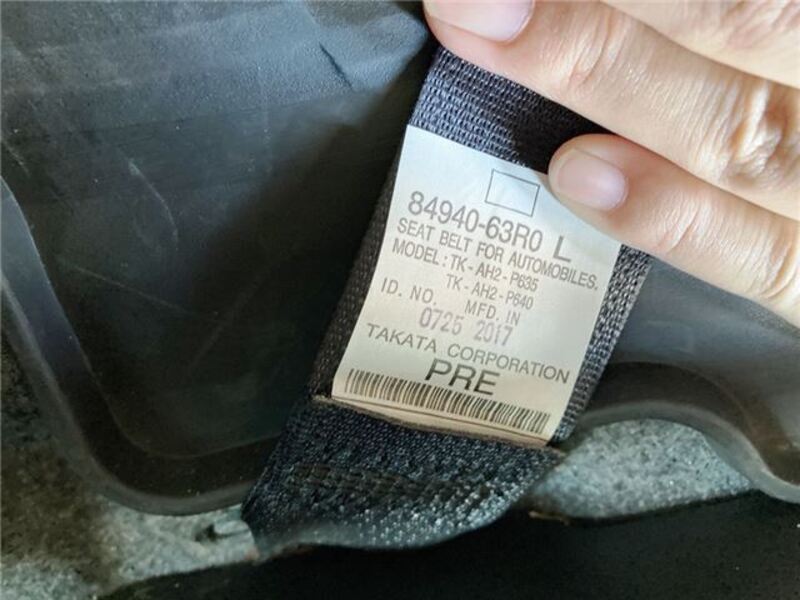 84940-63R0 L
SEAT BELT FOR AUTOMOBILES.
MODEL : TK-AH2-P635
TK-AH2-P640
ID. NO. MFD. IN
0726 2017
TAKATA CORPORATION
PRE